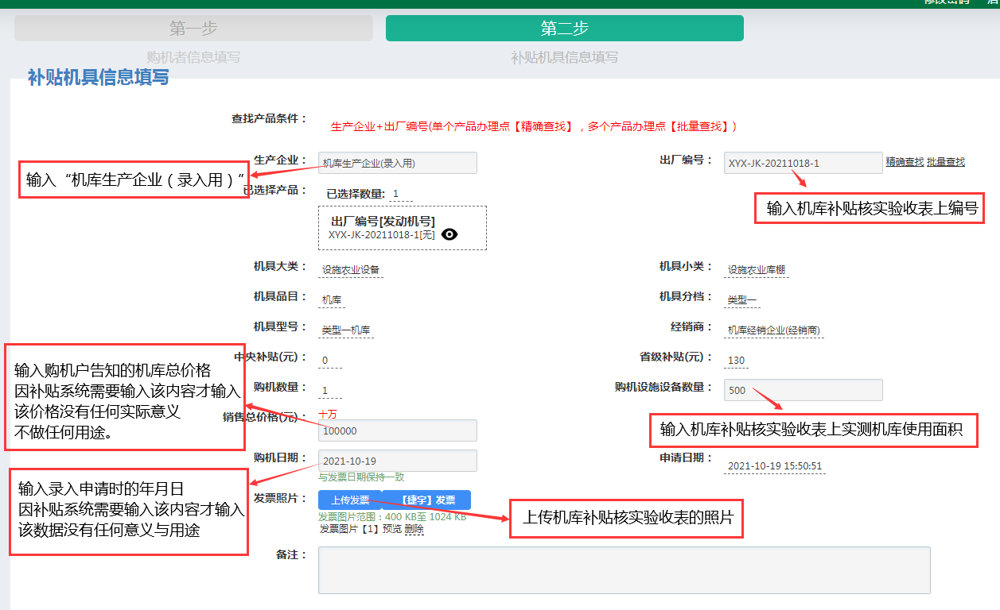 修改密码
第一步
第二步
购机者信息填写
补贴机具信息填写
补贴机具信息填写
查找产品条件：
生产企业+出厂编号(单个产品办理点【精确查找】，多个产品办理点【批量查找】)
生产企业：
机库生产企业(录入用)
出厂编号：
XYX-JK-20211018-1
精确查找 批量查找
输入“机库生产企业（录入用）”
已选择产品：
已选择数量: 1
输入机库补贴核实验收表上编号
出厂编号[发动机号]
XYX-JK-20211018-1[无]
机具大类：
设施农业设备
机具小类：
设施农业库棚
机具品目：
机库
机具分档：
类型一
机具型号：
类型一机库
经销商：
机库经销企业(经销商)
中央补贴(元)：
0
省级补贴(元)：
130
输入购机户告知的机库总价格
因补贴系统需要输入该内容才输入
该价格没有任何实际意义
不做任何用途。
购机数量：
1
购机设施设备数量：
500
销售总价格(元)：
十万
100000
输入机库补贴核实验收表上实测机库使用面积
购机日期：
2021-10-19
与发票日期保持一致
申请日期：
2021-10-19 15:50:51
输入录入申请时的年月日
因补贴系统需要输入该内容才输入
该数据没有任何意义与用途
发票照片：
上传发票
【捷宇】发票
发票图片范围：400 KB至 1024 KB
发票图片【1】预览 删除
上传机库补贴核实验收表的照片
备注：